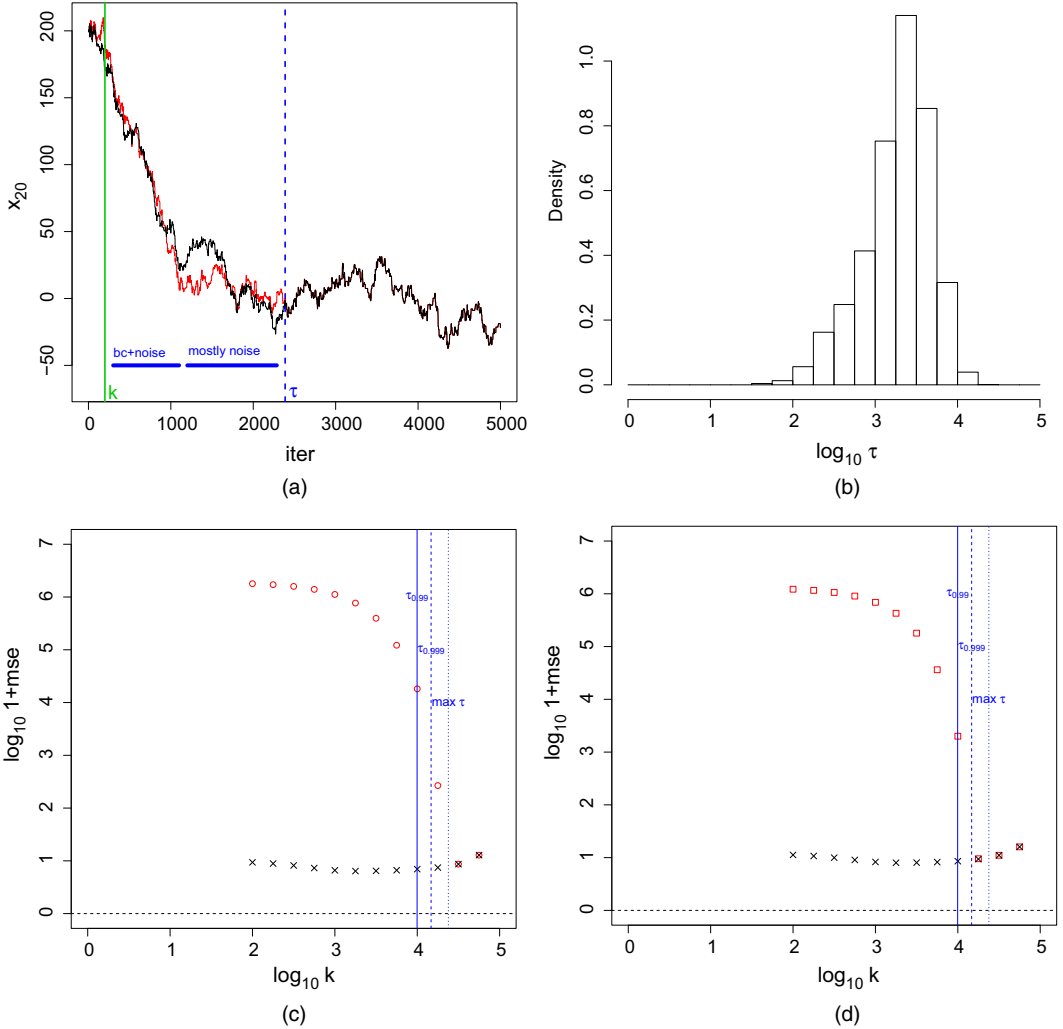 x20
200
150
100
50
0
−50
bc+noise
mostly noise
k
τ
0
1000
2000
3000
4000
5000
iter
(a)
Density
1.0
0.8
0.6
0.4
0.2
0.0
0
1
2
3
4
5
log10 τ
(b)
log10 1+mse
7
6
5
4
3
2
1
0
τ0.99
τ0.999
max τ
0
1
2
3
4
5
log10 k
(c)
log10 1+mse
7
6
5
4
3
2
1
0
τ0.99
τ0.999
max τ
0
1
2
3
4
5
log10 k
(d)